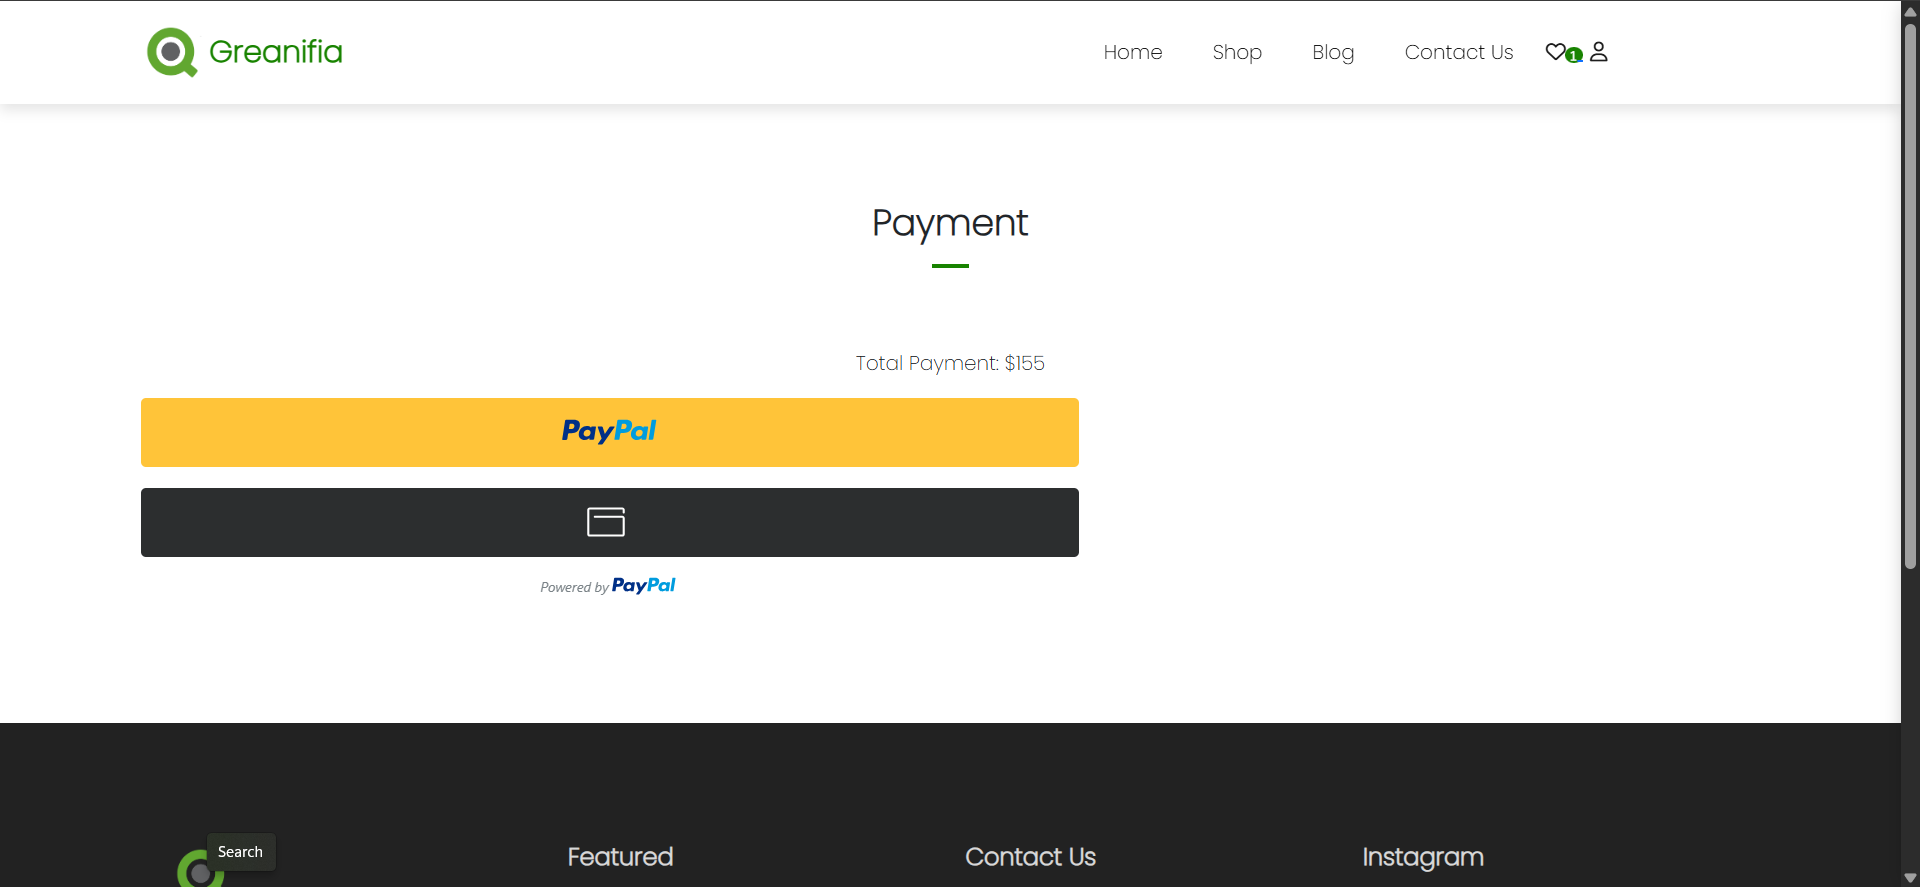 Greanifia
Home Shop Blog Contact Us 1
Payment
Total Payment: $155
PayPal
Powered by PayPal
Search
Featured Contact Us Instagram